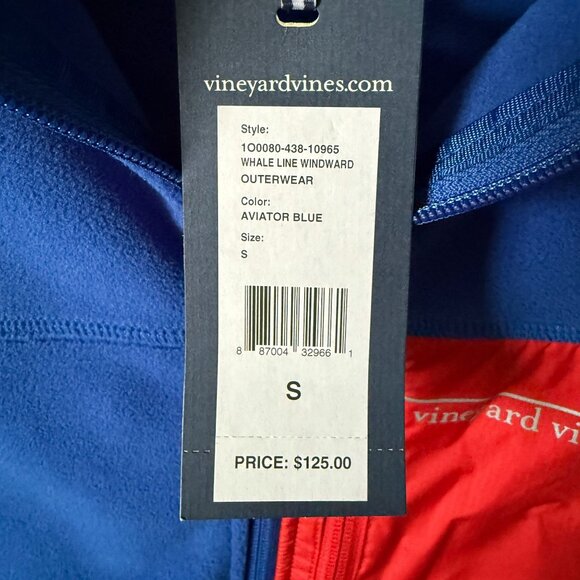 vineyardvines.com
Style:
1O0080-438-10965
WHALE LINE WINDWARD
OUTERWEAR
Color:
AVIATOR BLUE
Size:
S
8 87004 32966 1
S
PRICE: $125.00
vineyard vi